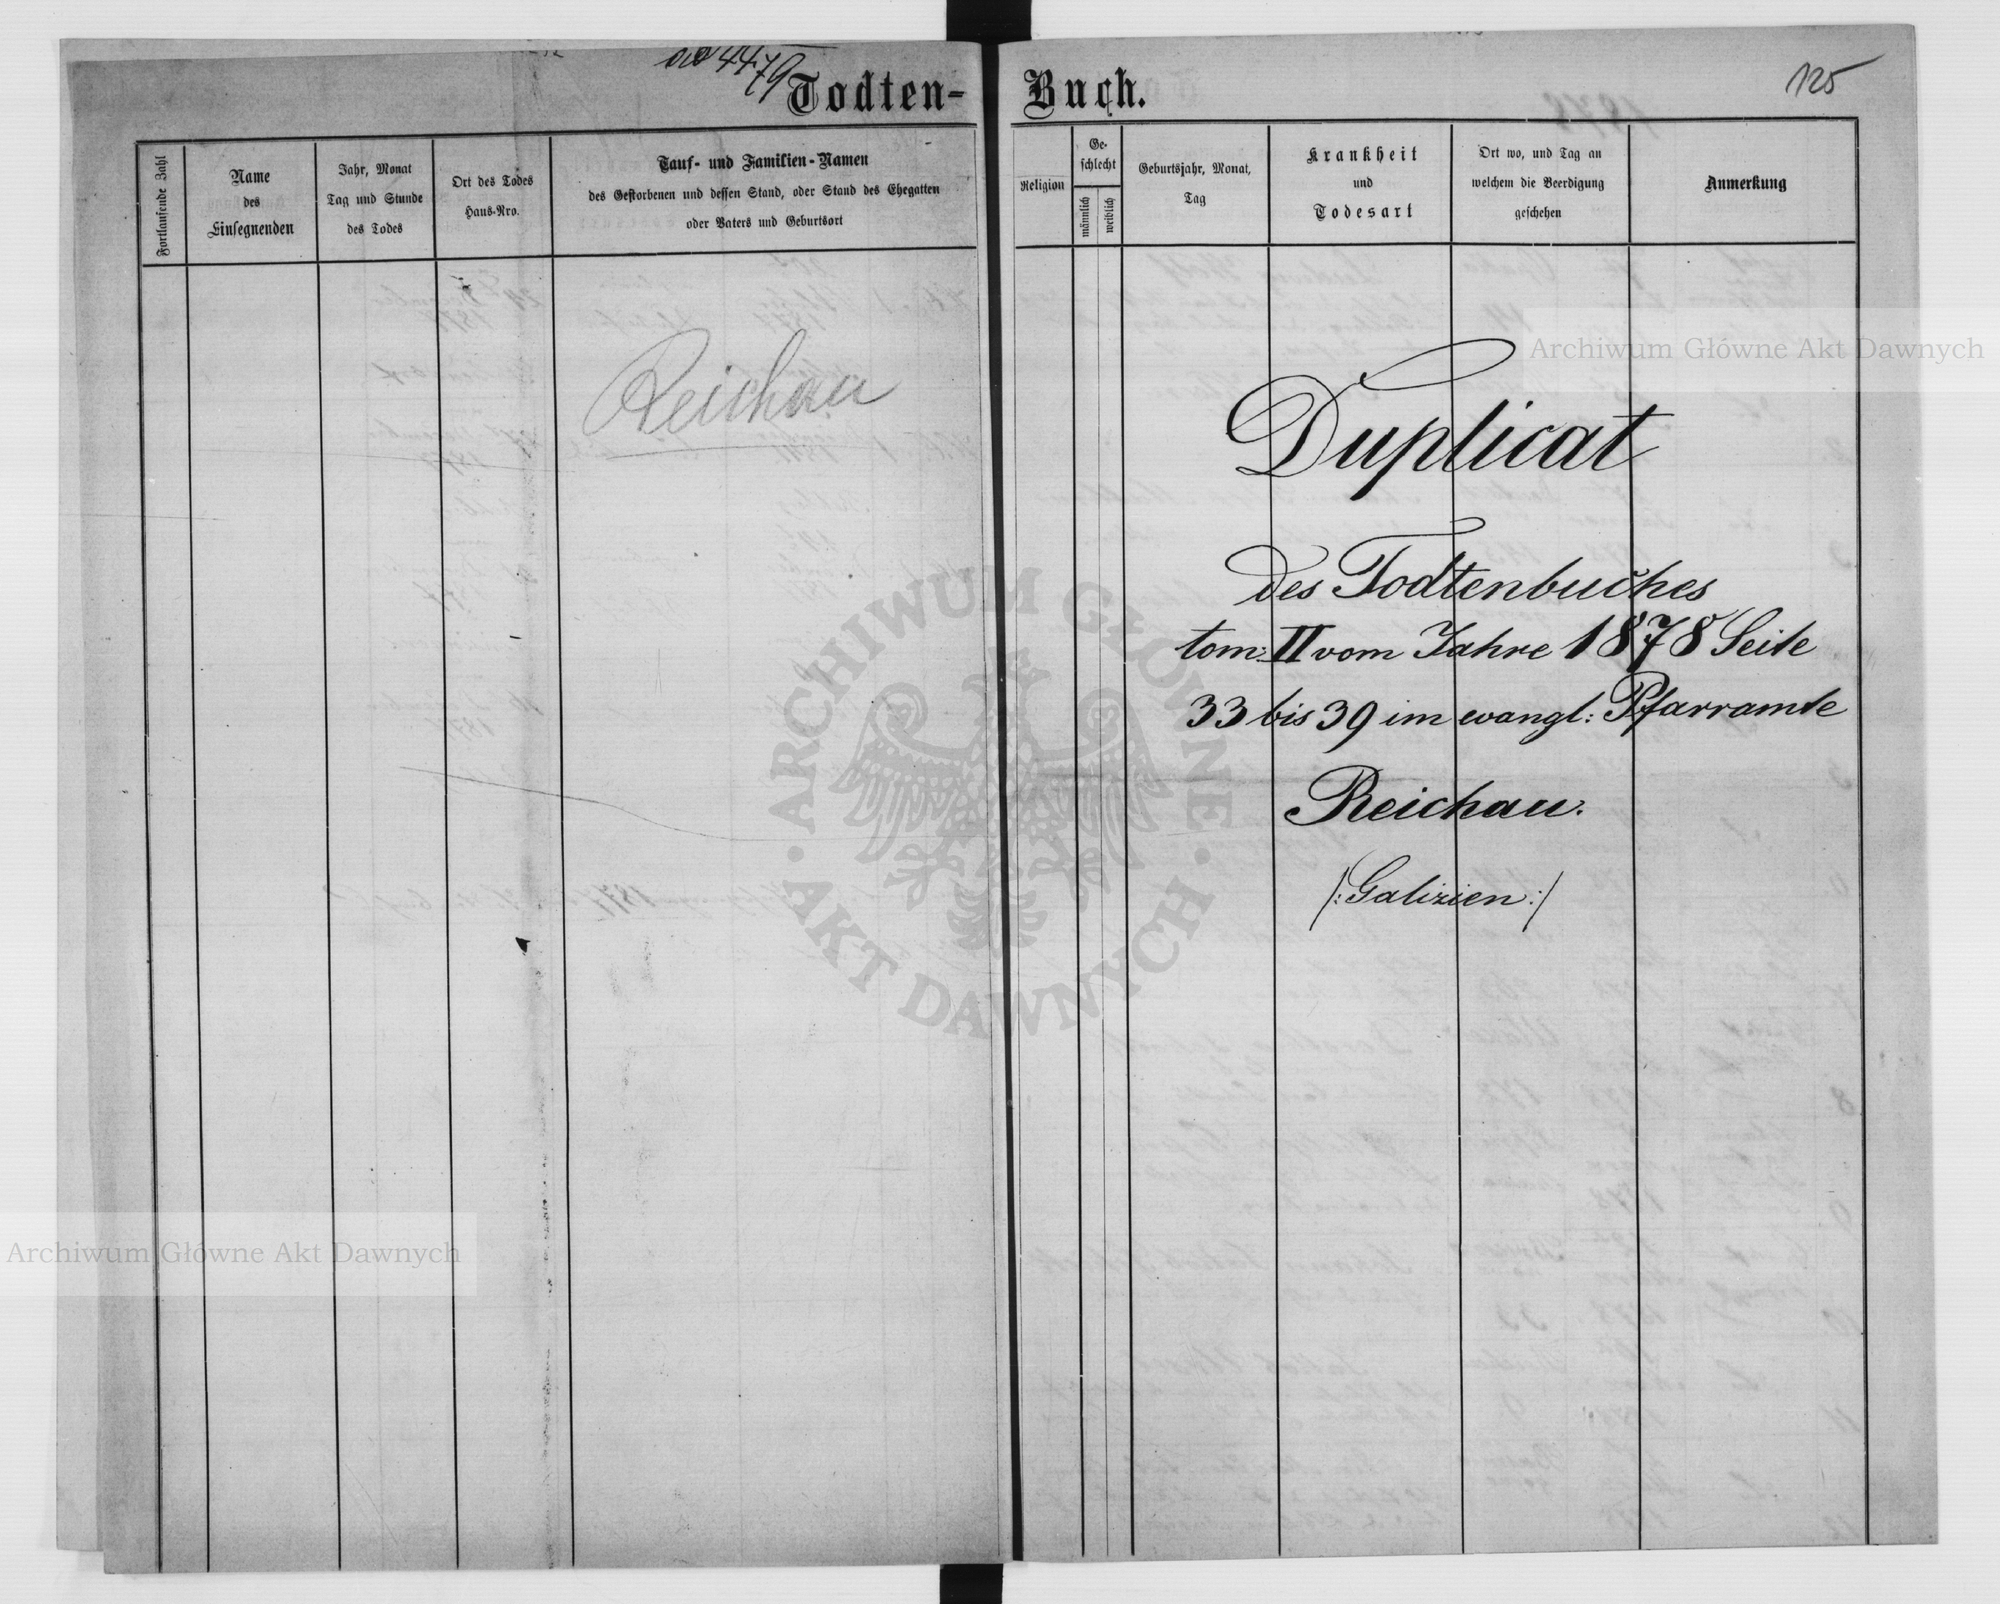 ad 4479
Todten-
Fortlaufende Zahl
Name
des
Einsegnenden
Jahr, Monat
Tag und Stunde
des Todes
Ort des Todes
Haus-Nro.
Tauf- und Familien-Namen
des Gestorbenen und dessen Stand, oder Stand des Ehegatten
oder Vaters und Geburtsort
Reichau
Buch.
125
Religion
Ge-
schlecht
männlich
weiblich
Geburtsjahr, Monat,
Tag
Krankheit
und
Todesart
Ort wo, und Tag an
welchem die Beerdigung
geschehen
Anmerkung
Duplicat
des Todtenbuches
tom: II vom Jahre 1878 Seite
33 bis 39 im evangl: Pfarramte
Reichau.
/:Galizien:/
Archiwum Główne Akt Dawnych
ARCHIWUM GŁÓWNE
· AKT DAWNYCH ·
Archiwum Główne Akt Dawnych